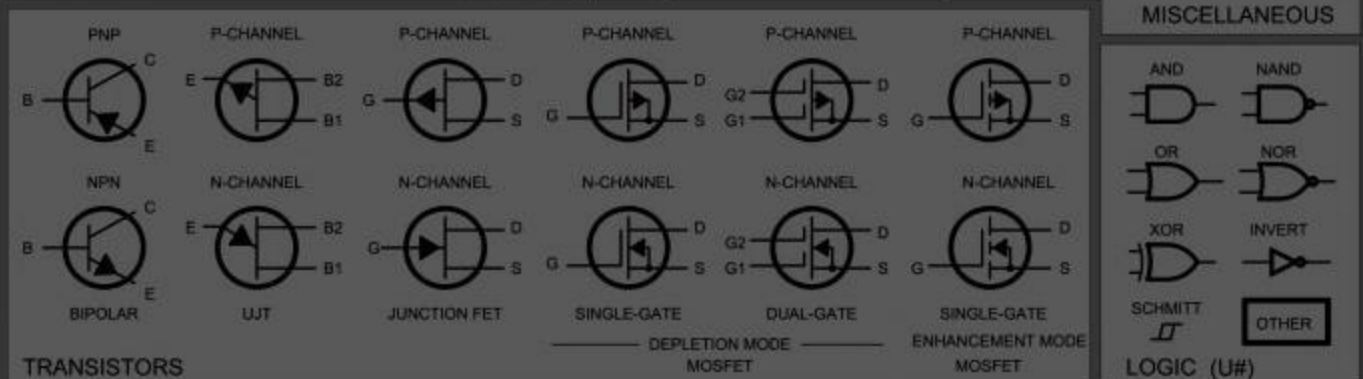 PNP P-CHANNEL P-CHANNEL P-CHANNEL P-CHANNEL P-CHANNEL
B C E
E B2 B1
G D S
G D S
G2 G1 D S
G D S
NPN N-CHANNEL N-CHANNEL N-CHANNEL N-CHANNEL N-CHANNEL
B C E
E B2 B1
G D S
G D S
G2 G1 D S
G D S
BIPOLAR UJT JUNCTION FET SINGLE-GATE DUAL-GATE SINGLE-GATE
DEPLETION MODE ENHANCEMENT MODE
MOSFET MOSFET
TRANSISTORS
MISCELLANEOUS
AND NAND
OR NOR
XOR INVERT
SCHMITT OTHER
LOGIC (U#)